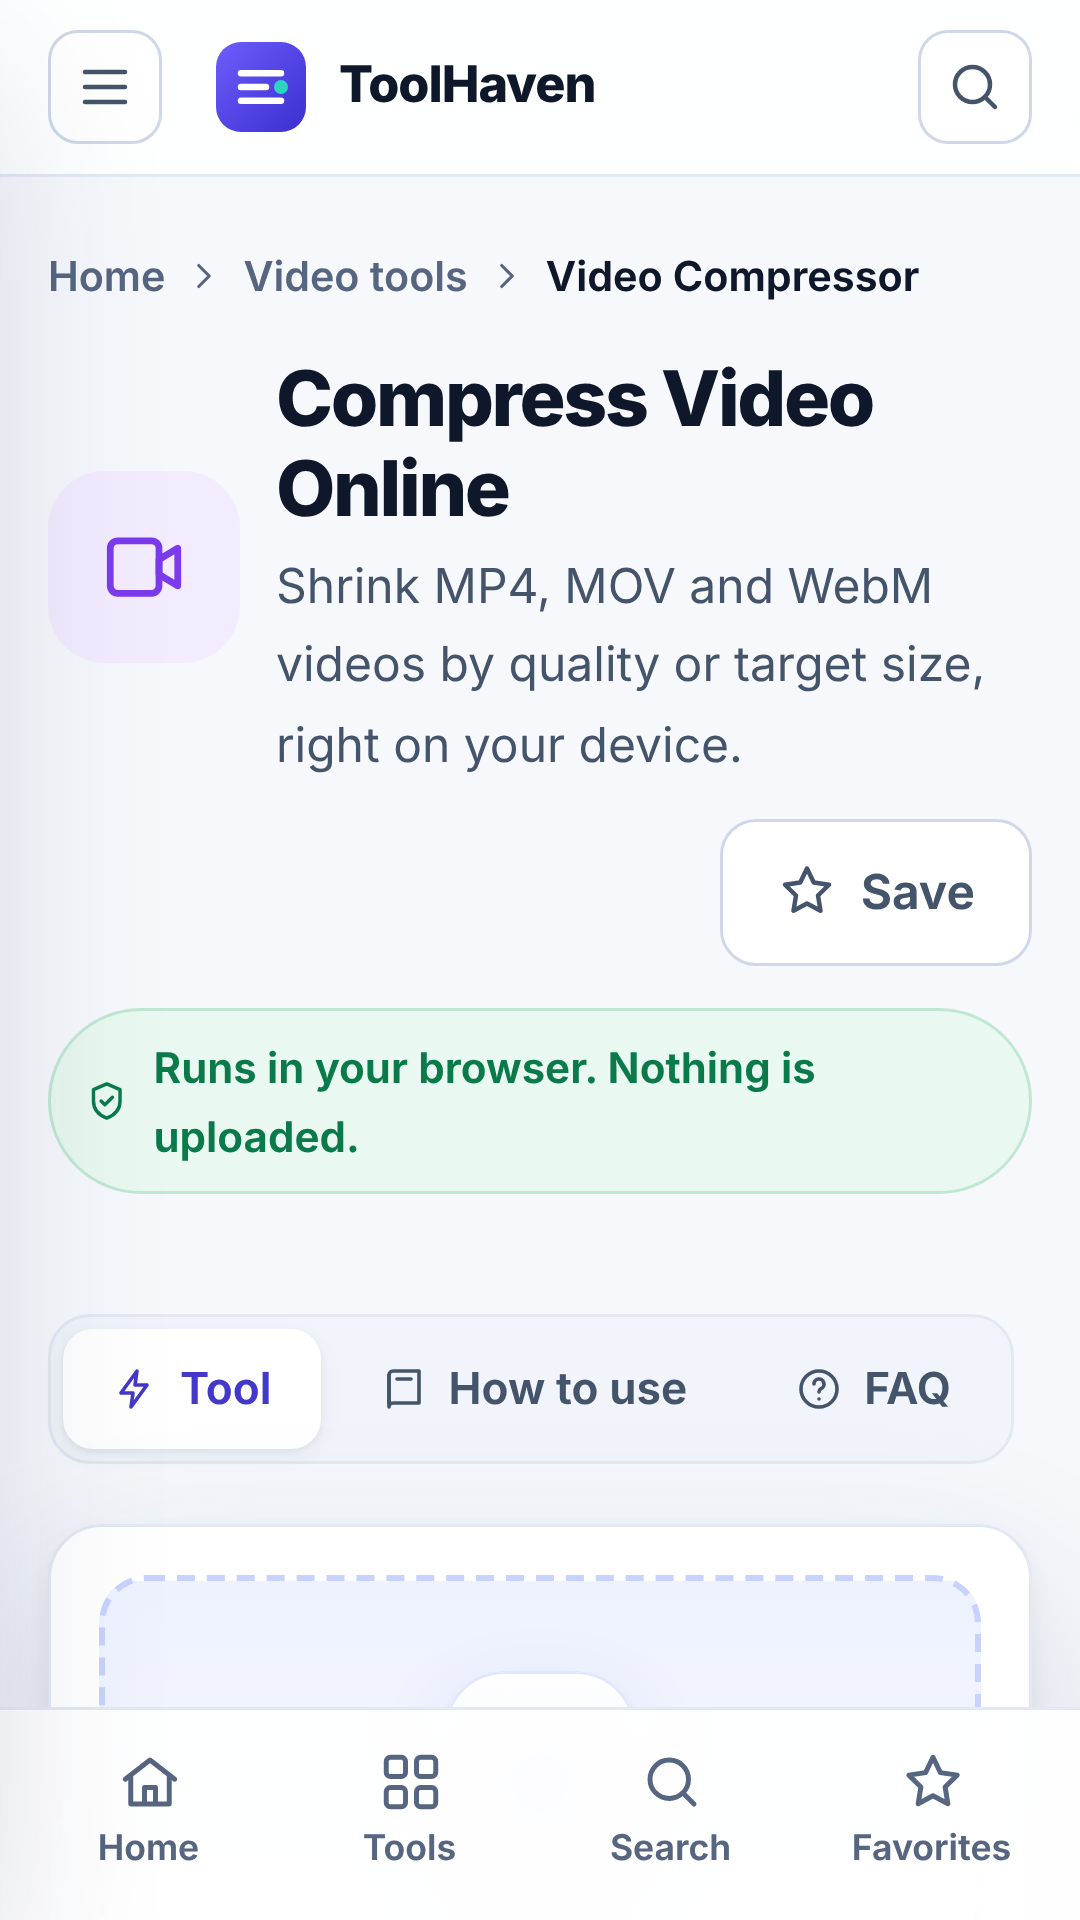 ToolHaven
Home > Video tools > Video Compressor
Compress Video
Online
Shrink MP4, MOV and WebM
videos by quality or target size,
right on your device.
Save
Runs in your browser. Nothing is
uploaded.
Tool
How to use
FAQ
Home
Tools
Search
Favorites